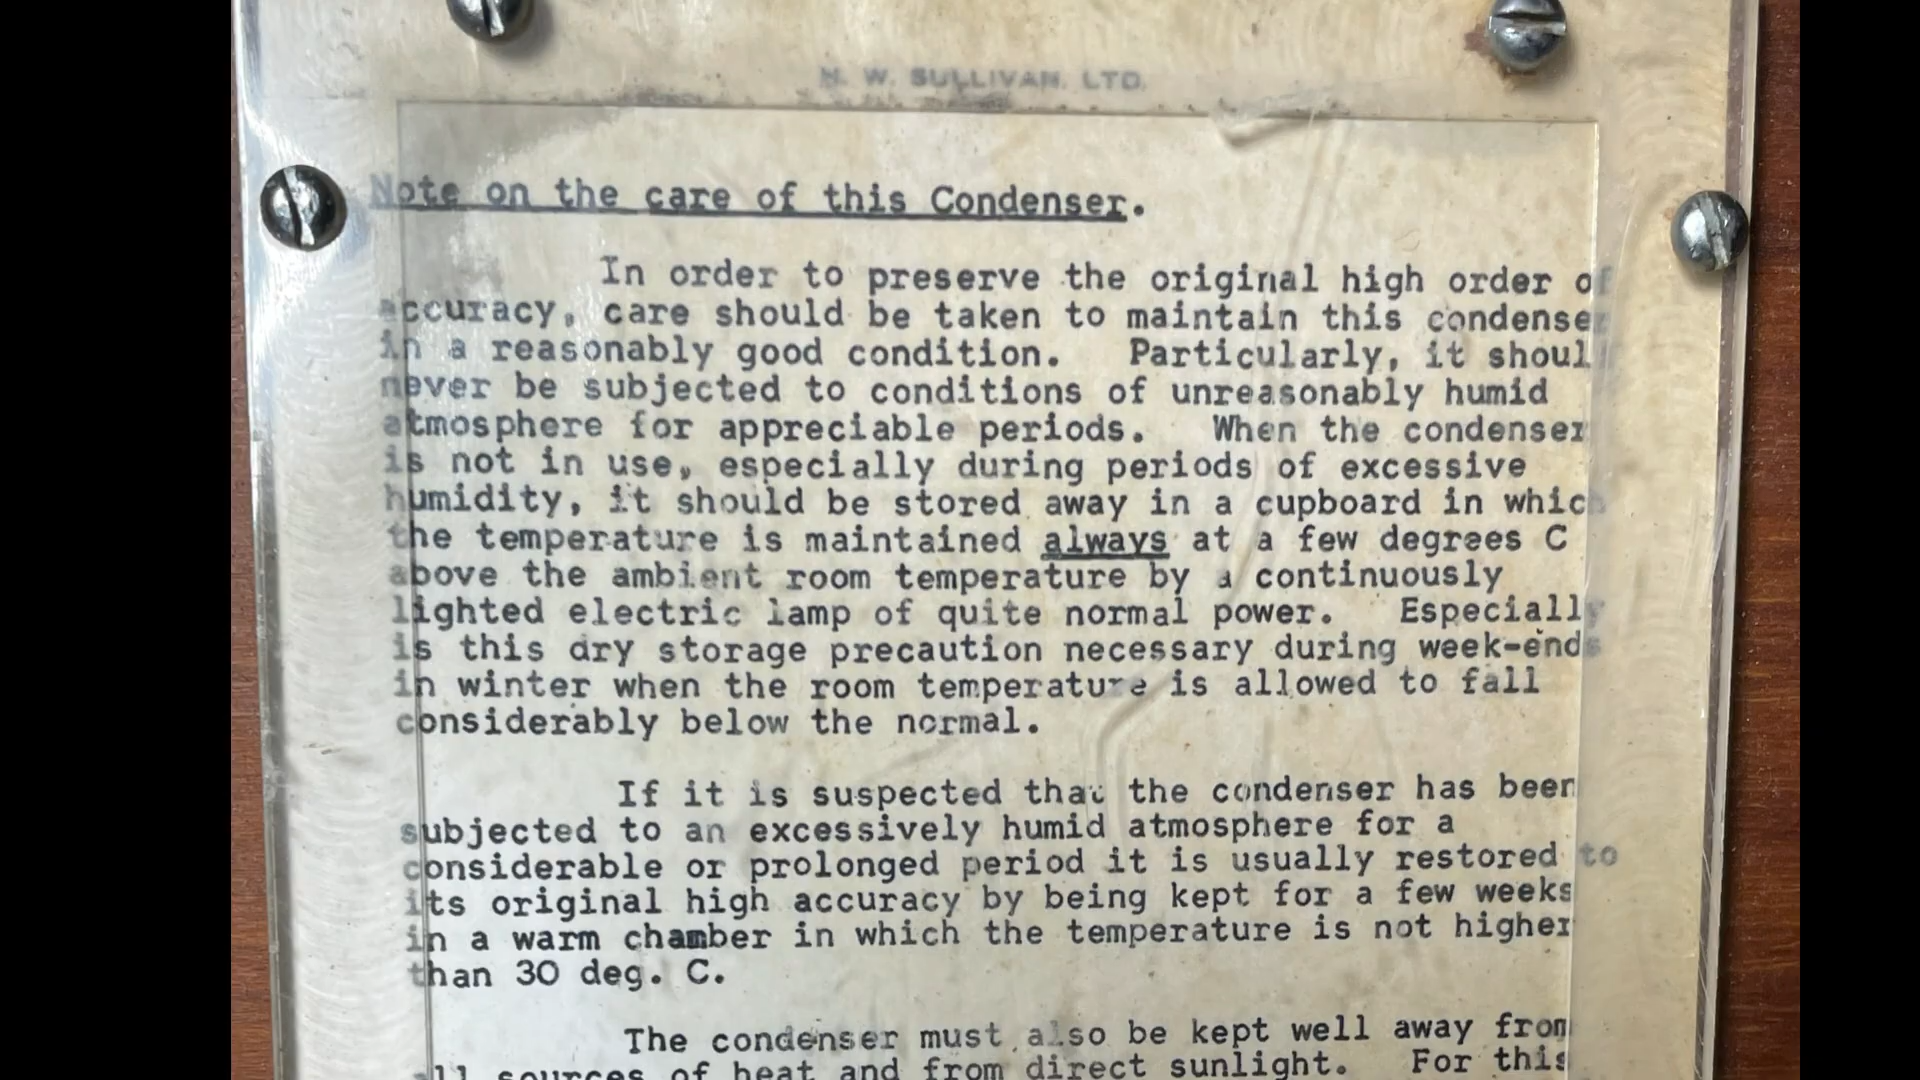 H. W. SULLIVAN. LTD.
Note on the care of this Condenser.
In order to preserve the original high order of
accuracy, care should be taken to maintain this condenser
in a reasonably good condition. Particularly, it shoul
never be subjected to conditions of unreasonably humid
atmosphere for appreciable periods. When the condenser
is not in use, especially during periods of excessive
humidity, it should be stored away in a cupboard in which
the temperature is maintained always at a few degrees C
above the ambient room temperature by a continuously
lighted electric lamp of quite normal power. Especially
is this dry storage precaution necessary during week-ends
in winter when the room temperature is allowed to fall
considerably below the normal.
If it is suspected that the condenser has been
subjected to an excessively humid atmosphere for a
considerable or prolonged period it is usually restored to
its original high accuracy by being kept for a few weeks
in a warm chamber in which the temperature is not higher
than 30 deg. C.
The condenser must also be kept well away from
all sources of heat and from direct sunlight. For this